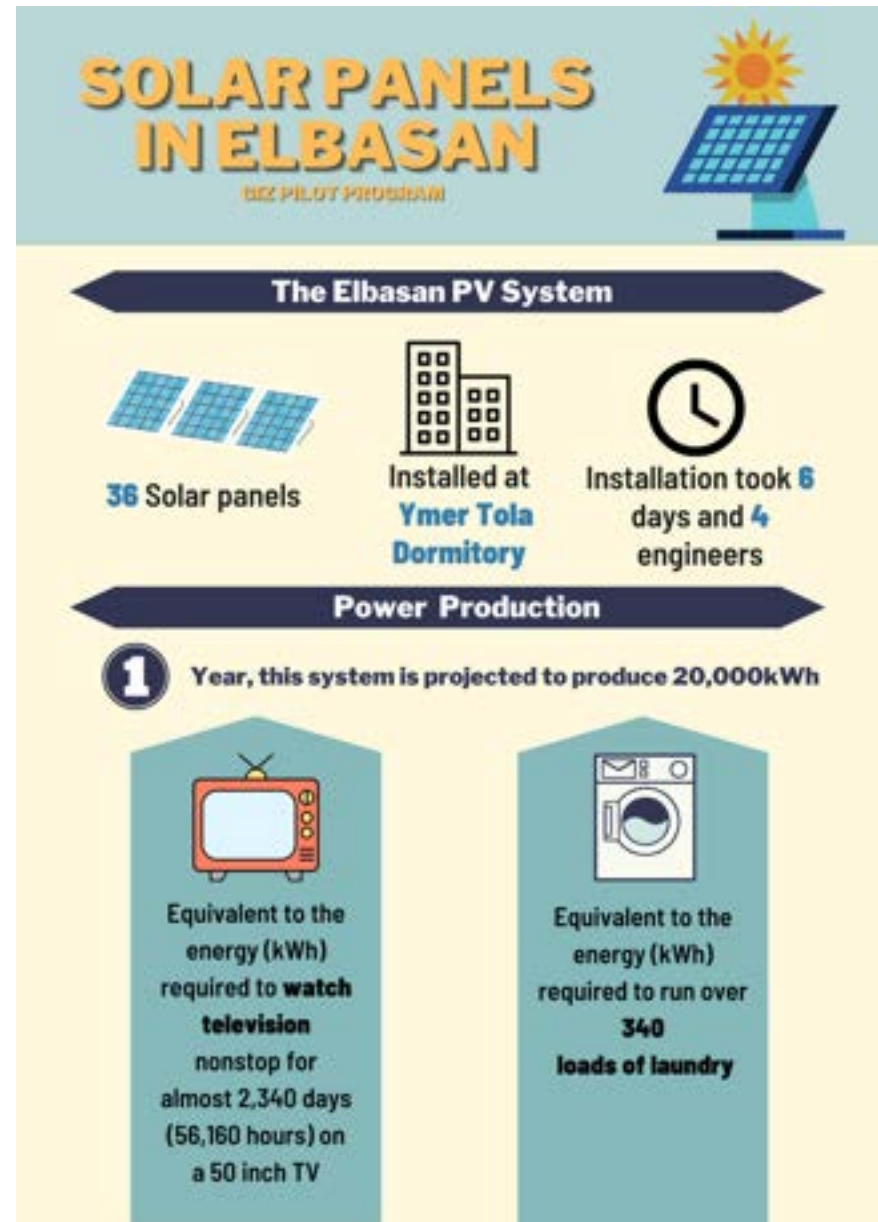 SOLAR PANELS
IN ELBASAN
GIZ PILOT PROGRAM
The Elbasan PV System
36 Solar panels
Installed at
Ymer Tola
Dormitory
Installation took 6
days and 4
engineers
Power Production
1 Year, this system is projected to produce 20,000kWh
Equivalent to the
energy (kWh)
required to watch
television
nonstop for
almost 2,340 days
(56,160 hours) on
a 50 inch TV
Equivalent to the
energy (kWh)
required to run over
340
loads of laundry